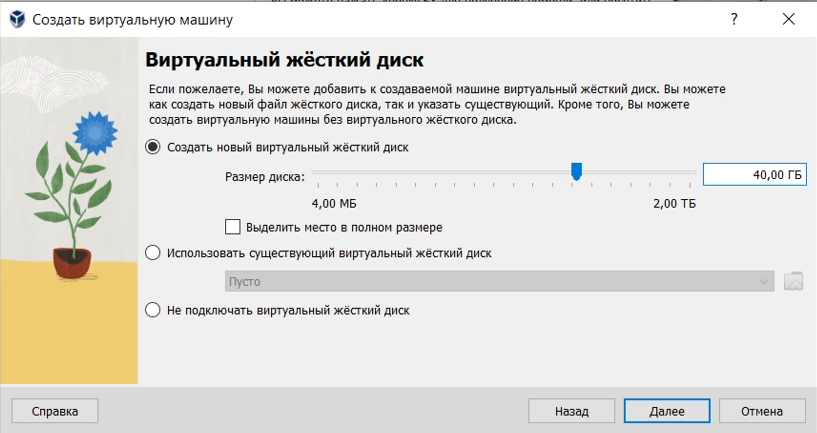 Создать виртуальную машину
?
Виртуальный жёсткий диск
Если пожелаете, Вы можете добавить к создаваемой машине виртуальный жёсткий диск. Вы можете
как создать новый файл жёсткого диска, так и указать существующий. Кроме того, Вы можете
создать виртуальную машины без виртуального жёсткого диска.
Создать новый виртуальный жёсткий диск
Размер диска:
40,00 ГБ
4,00 МБ
2,00 ТБ
Выделить место в полном размере
Использовать существующий виртуальный жёсткий диск
Пусто
Не подключать виртуальный жёсткий диск
Справка
Назад
Далее
Отмена